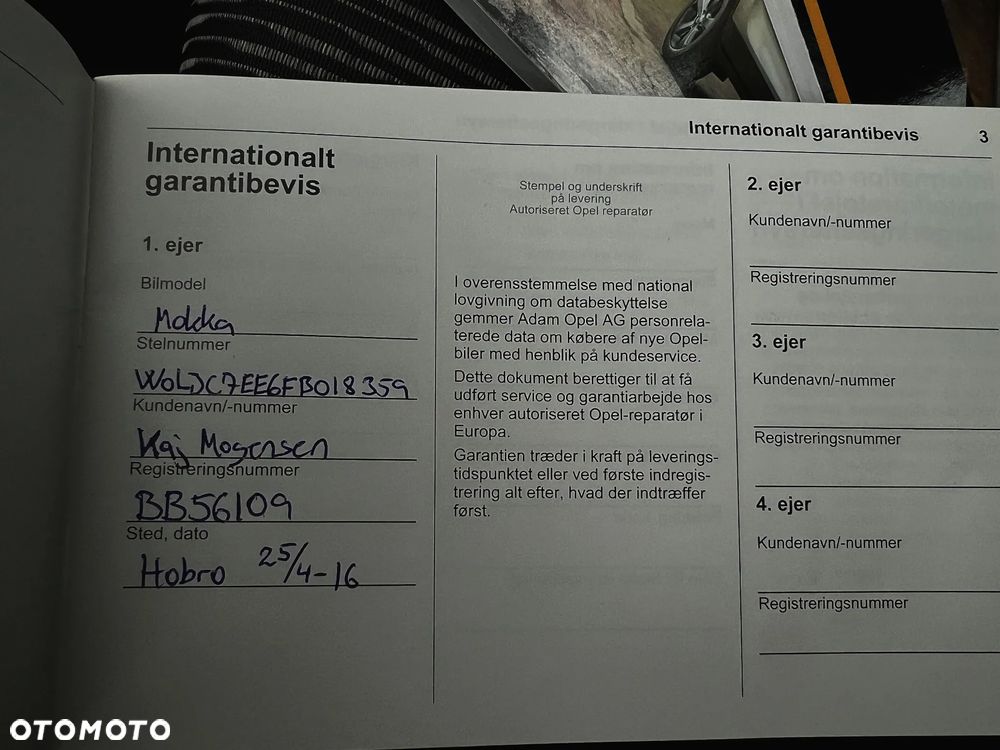 Internationalt garantibevis 3
Internationalt
garantibevis
1. ejer
Bilmodel
Mokka
Stelnummer
W0LJC7EE6FB018359
Kundenavn/-nummer
Kaj Mogensen
Registreringsnummer
BB56109
Sted, dato
Hobro 25/4-16
Stempel og underskrift
på levering
Autoriseret Opel reparatør
I overensstemmelse med national
lovgivning om databeskyttelse
gemmer Adam Opel AG personrela-
terede data om købere af nye Opel-
biler med henblik på kundeservice.
Dette dokument berettiger til at få
udført service og garantiarbejde hos
enhver autoriseret Opel-reparatør i
Europa.
Garantien træder i kraft på leverings-
tidspunktet eller ved første indregis-
trering alt efter, hvad der indtræffer
først.
2. ejer
Kundenavn/-nummer
Registreringsnummer
3. ejer
Kundenavn/-nummer
Registreringsnummer
4. ejer
Kundenavn/-nummer
Registreringsnummer
OTOMOTO